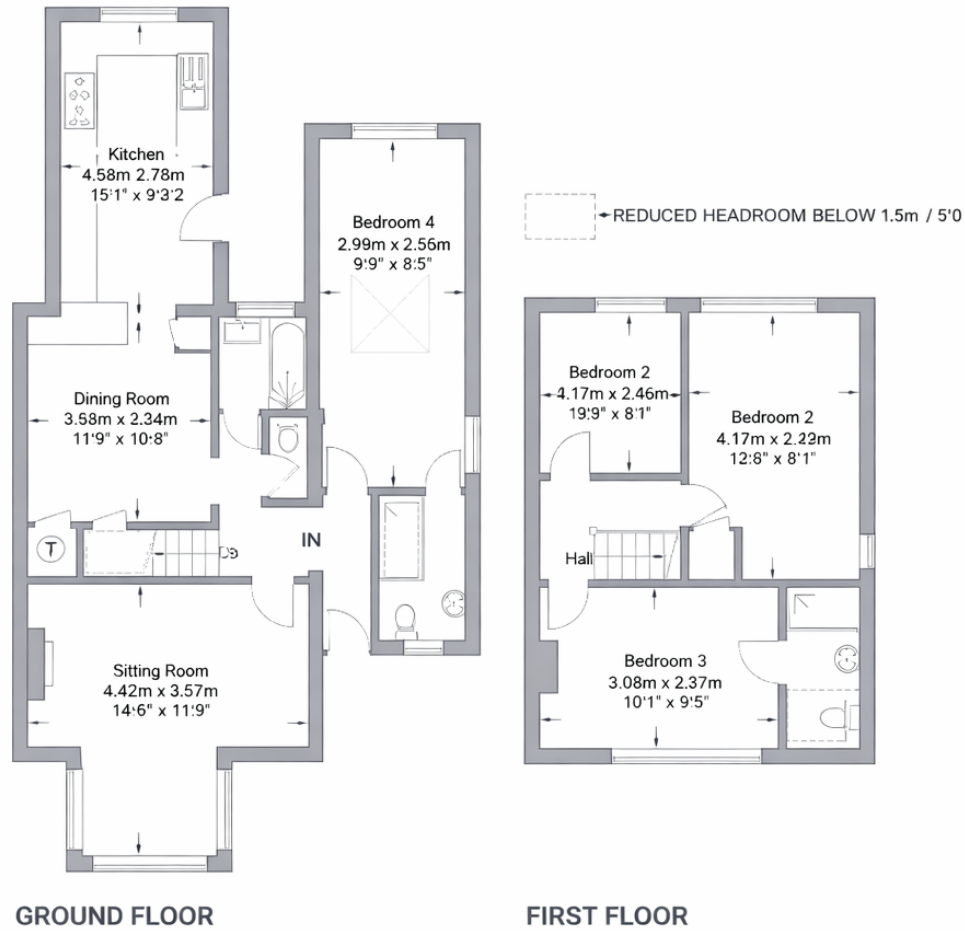 Kitchen
4.58m 2.78m
15'1" x 9'3'2
Bedroom 4
2.99m x 2.56m
9'9" x 8'5"
REDUCED HEADROOM BELOW 1.5m / 5'0
Dining Room
3.58m x 2.34m
11'9" x 10'8"
T
IN
Sitting Room
4.42m x 3.57m
14'6" x 11'9"
Bedroom 2
4.17m x 2.46m
19'9" x 8'1"
Bedroom 2
4.17m x 2.23m
12'8" x 8'1"
Hall
Bedroom 3
3.08m x 2.37m
10'1" x 9'5"
GROUND FLOOR
FIRST FLOOR